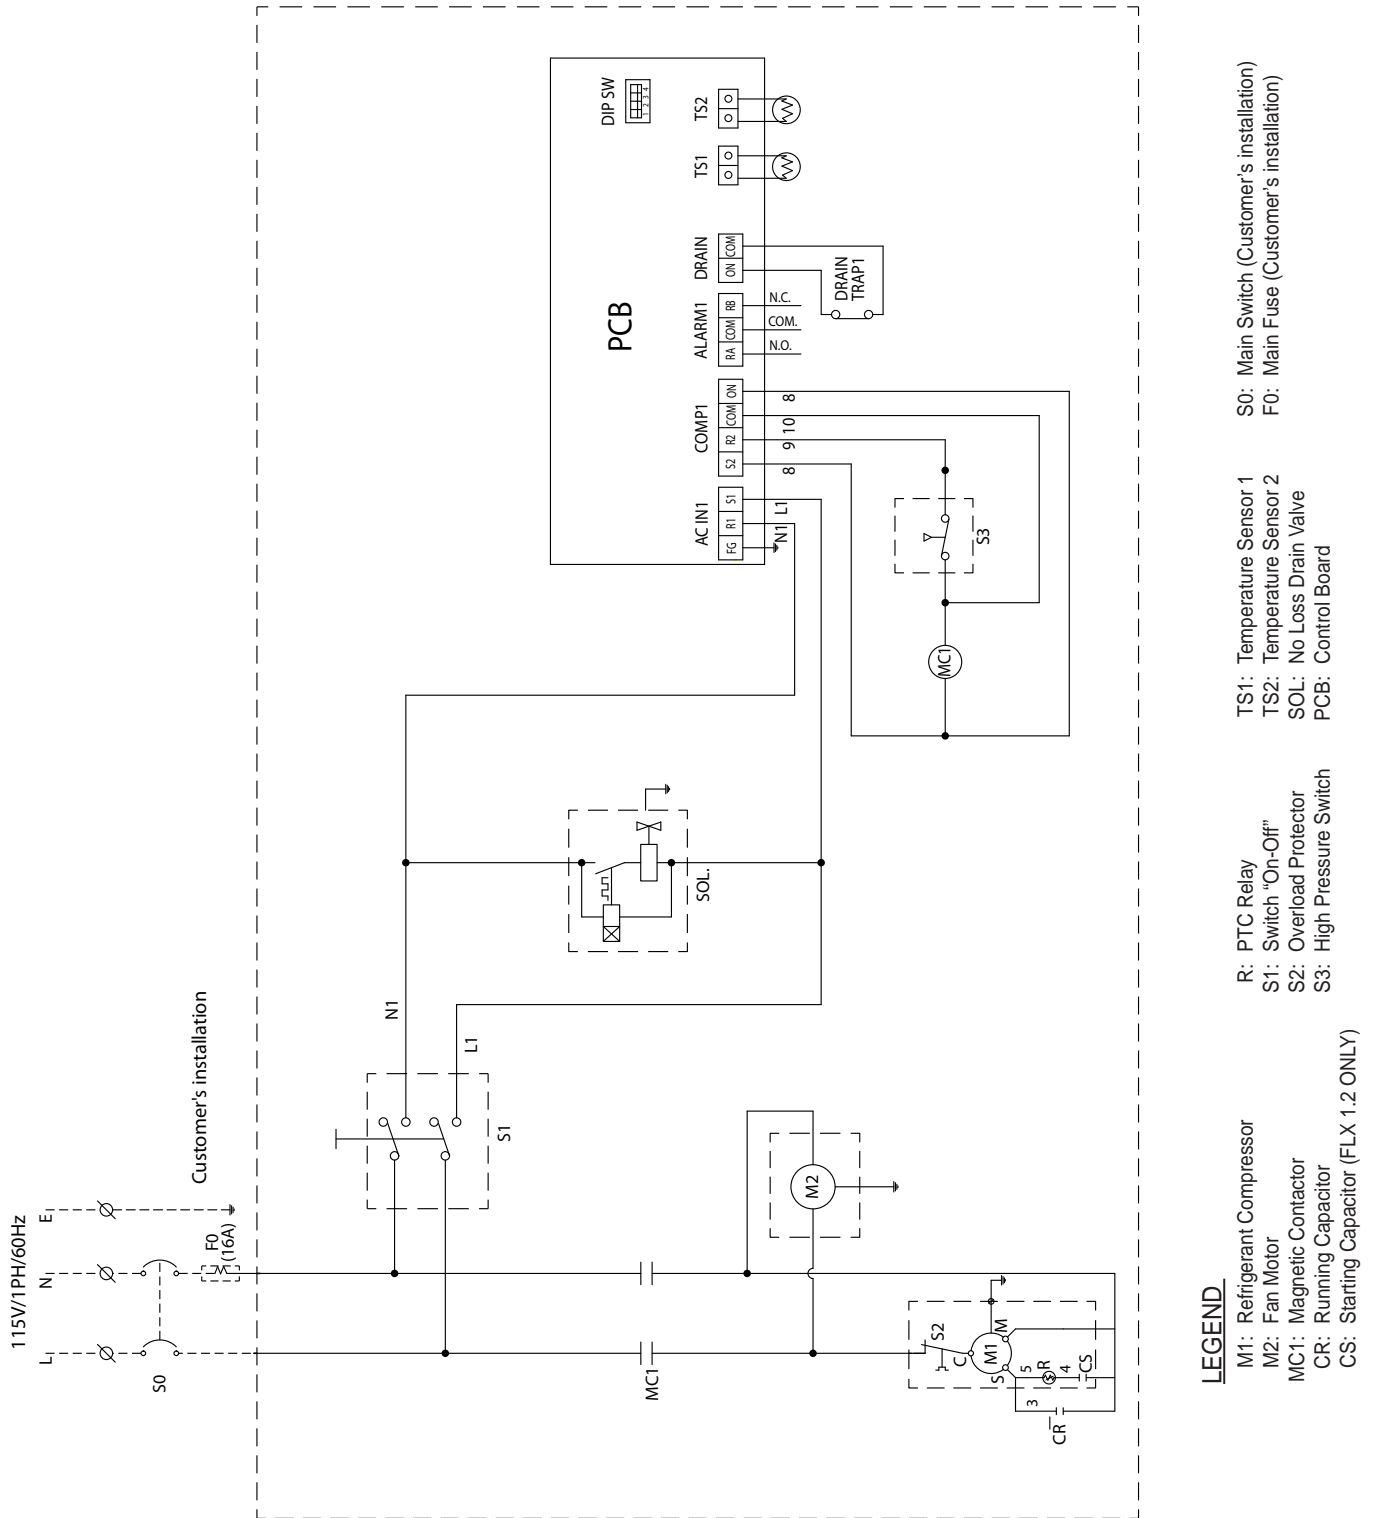 115V/1PH/60Hz
L
N
E
S0
F0
(16A)
Customer's installation
S1
N1
L1
MC1
M2
S2
C
M1
M
S
5
R
4
CS
3
CR
SOL.
PCB
DIP SW
1 2 3 4
TS2
TS1
DRAIN
ON
COM
ALARM1
RA
COM
RB
N.C.
COM.
N.O.
DRAIN
TRAP1
COMP1
S2
R2
COM
ON
8
9
10
8
AC IN1
FG
R1
S1
N1
L1
S3
MC1
LEGEND
M1: Refrigerant Compressor
M2: Fan Motor
MC1: Magnetic Contactor
CR: Running Capacitor
CS: Starting Capacitor (FLX 1.2 ONLY)
R: PTC Relay
S1: Switch “On-Off”
S2: Overload Protector
S3: High Pressure Switch
TS1: Temperature Sensor 1
TS2: Temperature Sensor 2
SOL: No Loss Drain Valve
PCB: Control Board
S0: Main Switch (Customer's installation)
F0: Main Fuse (Customer's installation)